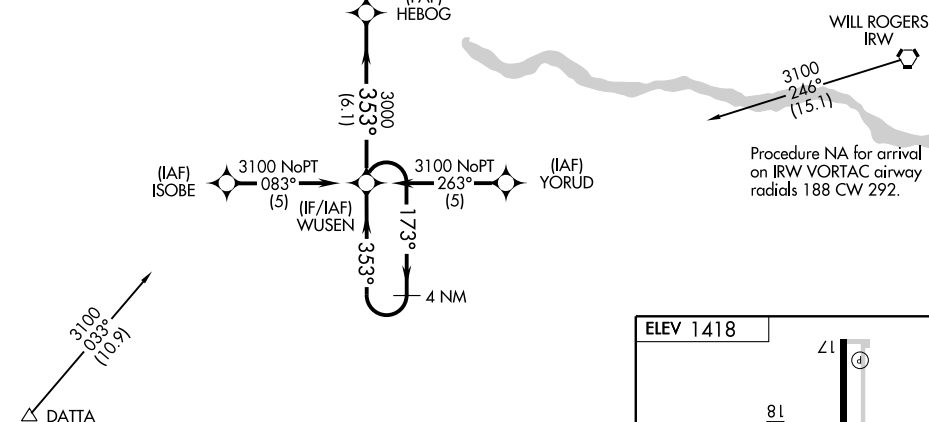 (FAF)
HEBOG
WILL ROGERS
IRW
3100
246°
(15.1)
3000
353°
(6.1)
Procedure NA for arrival
on IRW VORTAC airway
radials 188 CW 292.
(IAF)
ISOBE
3100 NoPT
083°
(5)
(IF/IAF)
WUSEN
3100 NoPT
263°
(5)
(IAF)
YORUD
173°
353°
4 NM
3100
033°
(10.9)
DATTA
ELEV 1418
17
P
18